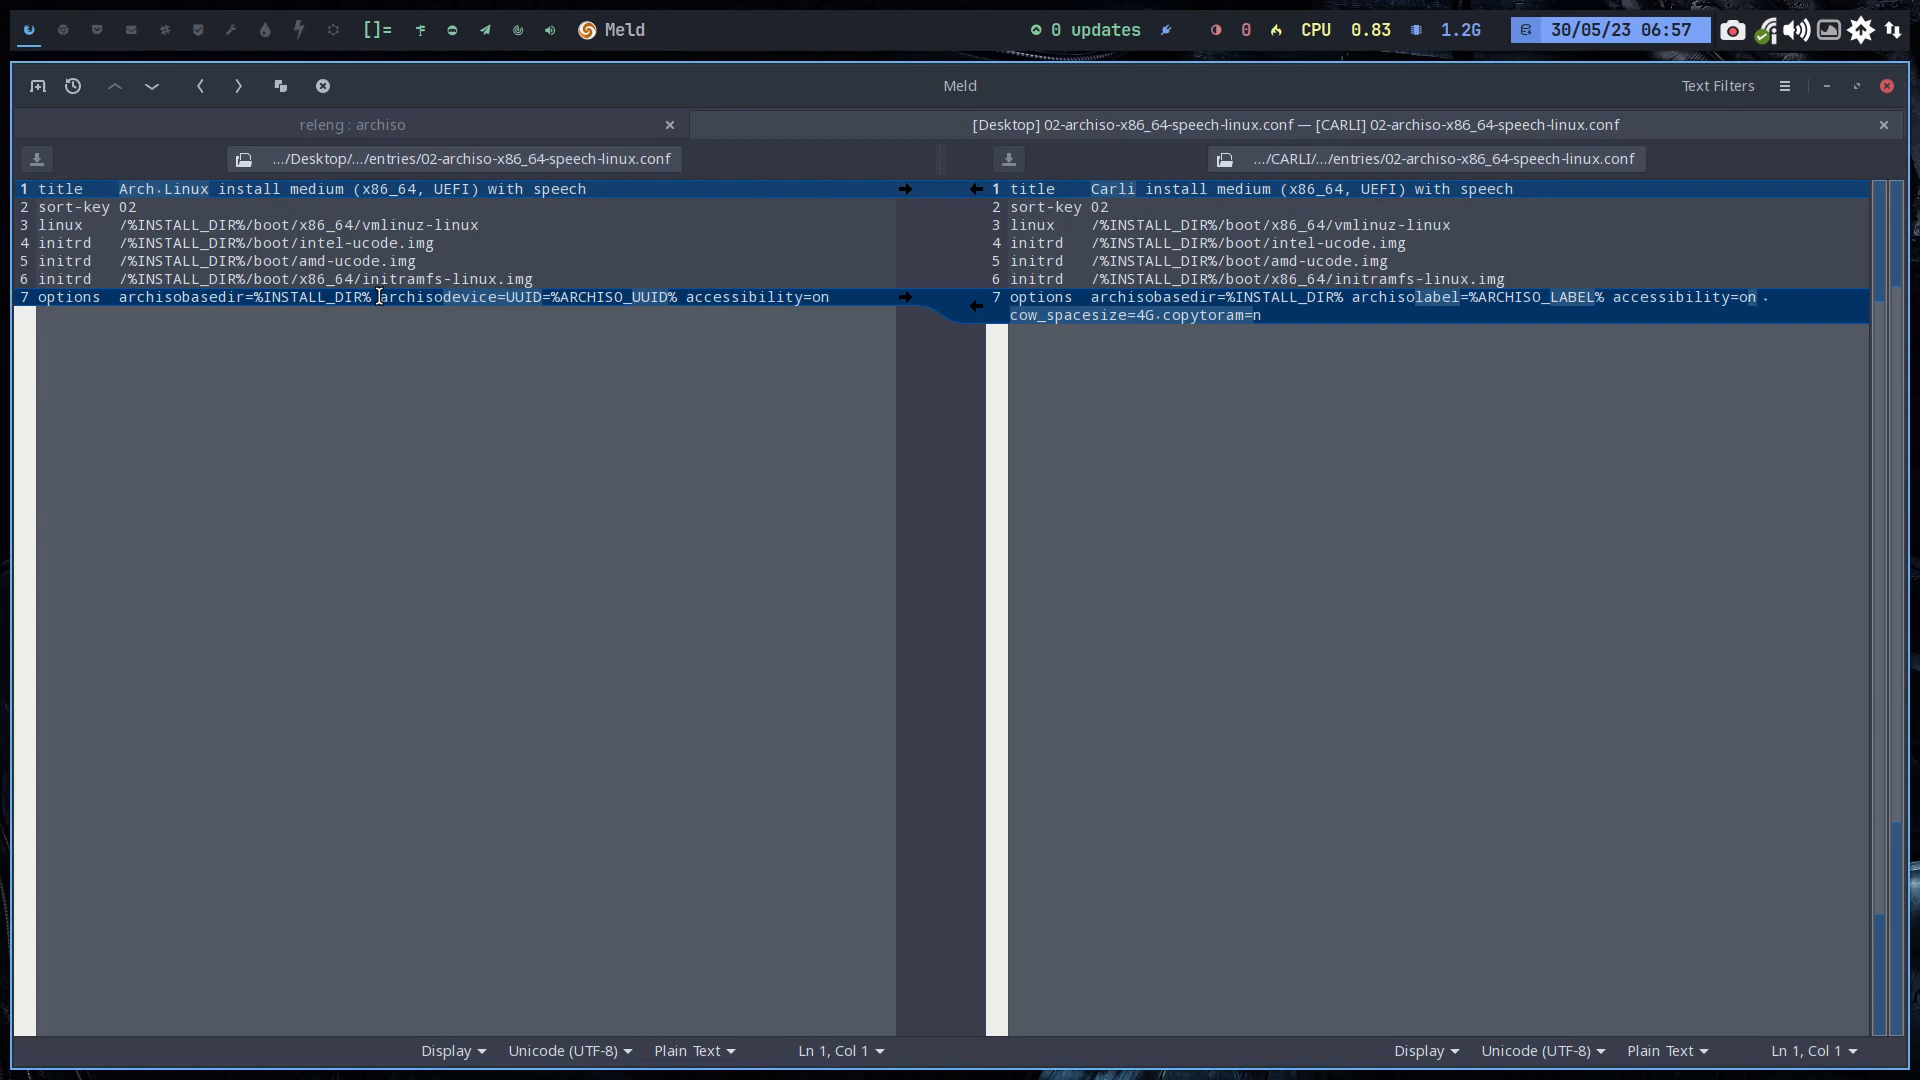 []= Meld 0 updates 0 CPU 0.83 1.2G 30/05/23 06:57
Meld Text Filters
releng : archiso [Desktop] 02-archiso-x86_64-speech-linux.conf — [CARLI] 02-archiso-x86_64-speech-linux.conf
.../Desktop/.../entries/02-archiso-x86_64-speech-linux.conf
1 title Arch.Linux install medium (x86_64, UEFI) with speech
2 sort-key 02
3 linux /%INSTALL_DIR%/boot/x86_64/vmlinuz-linux
4 initrd /%INSTALL_DIR%/boot/intel-ucode.img
5 initrd /%INSTALL_DIR%/boot/amd-ucode.img
6 initrd /%INSTALL_DIR%/boot/x86_64/initramfs-linux.img
7 options archisobasedir=%INSTALL_DIR% archisodevice=UUID=%ARCHISO_UUID% accessibility=on
.../CARLI/.../entries/02-archiso-x86_64-speech-linux.conf
1 title Carli install medium (x86_64, UEFI) with speech
2 sort-key 02
3 linux /%INSTALL_DIR%/boot/x86_64/vmlinuz-linux
4 initrd /%INSTALL_DIR%/boot/intel-ucode.img
5 initrd /%INSTALL_DIR%/boot/amd-ucode.img
6 initrd /%INSTALL_DIR%/boot/x86_64/initramfs-linux.img
7 options archisobasedir=%INSTALL_DIR% archisolabel=%ARCHISO_LABEL% accessibility=on .
cow_spacesize=4G.copytoram=n
Display Unicode (UTF-8) Plain Text Ln 1, Col 1
Display Unicode (UTF-8) Plain Text Ln 1, Col 1